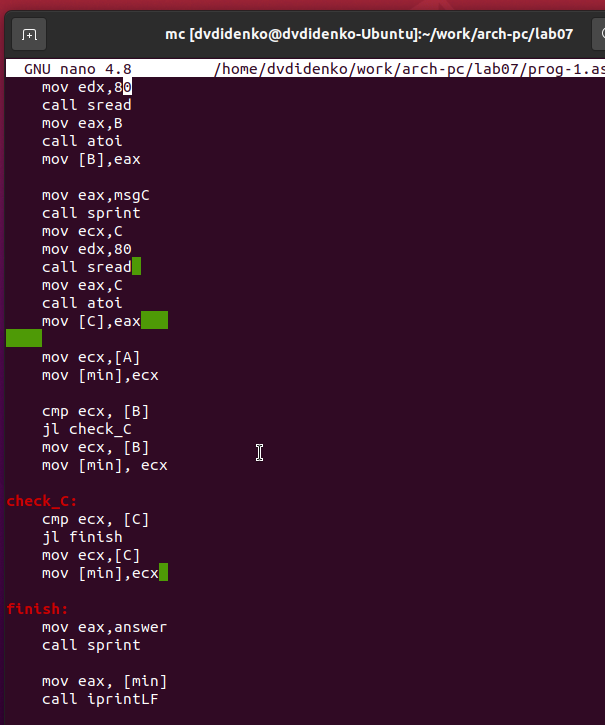 mc [dvdidenko@dvdidenko-Ubuntu]:~/work/arch-pc/lab07
GNU nano 4.8 /home/dvdidenko/work/arch-pc/lab07/prog-1.as
mov edx,80
call sread
mov eax,B
call atoi
mov [B],eax
mov eax,msgC
call sprint
mov ecx,C
mov edx,80
call sread
mov eax,C
call atoi
mov [C],eax
mov ecx,[A]
mov [min],ecx
cmp ecx, [B]
jl check_C
mov ecx, [B]
mov [min], ecx
check_C:
cmp ecx, [C]
jl finish
mov ecx,[C]
mov [min],ecx
finish:
mov eax,answer
call sprint
mov eax, [min]
call iprintLF